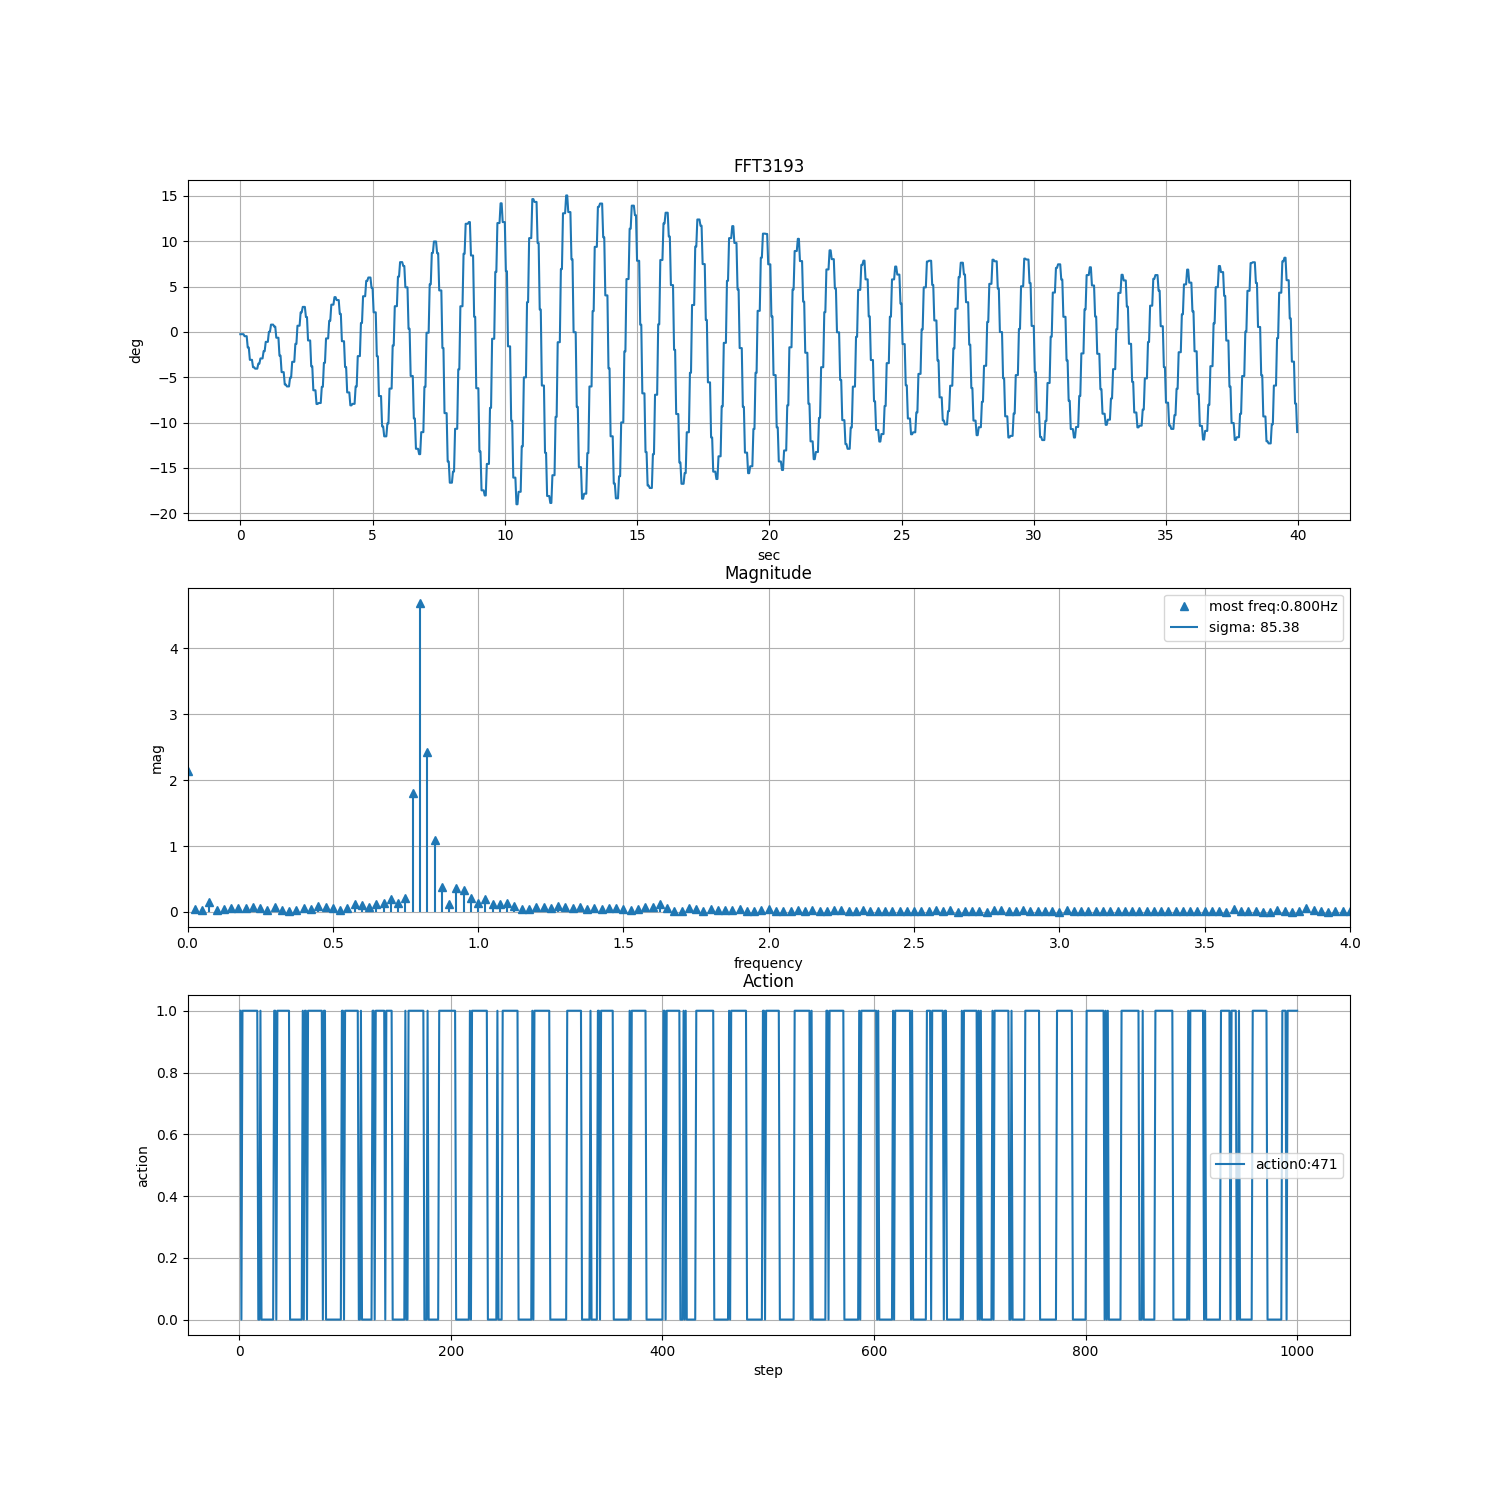 FFT3193
15
10
5
0
−5
−10
−15
−20
deg
0 5 10 15 20 25 30 35 40
sec
Magnitude
most freq:0.800Hz
sigma: 85.38
4
3
2
1
0
mag
0.0 0.5 1.0 1.5 2.0 2.5 3.0 3.5 4.0
frequency
Action
1.0
0.8
0.6
0.4
0.2
0.0
action
action0:471
0 200 400 600 800 1000
step